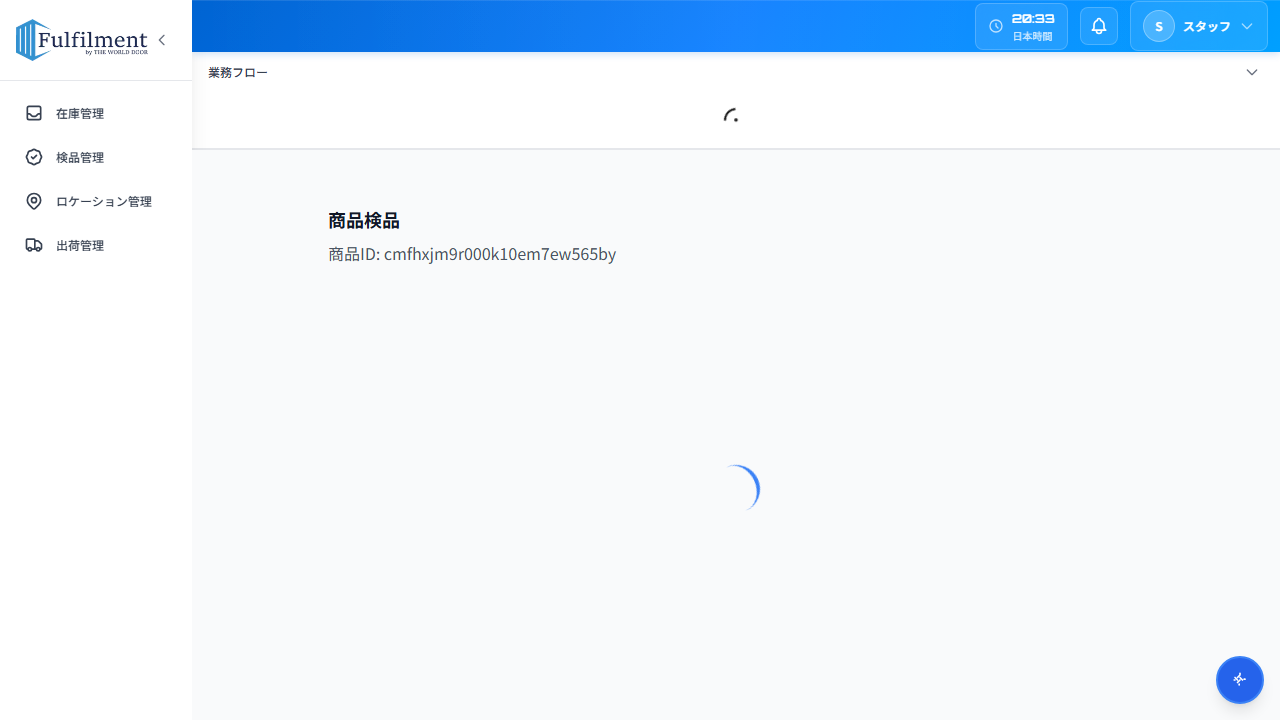 Fulfilment
by THE WORLD DOOR
在庫管理
検品管理
ロケーション管理
出荷管理
20:33
日本時間
S
スタッフ
業務フロー
商品検品
商品ID: cmfhxjm9r000k10em7ew565by